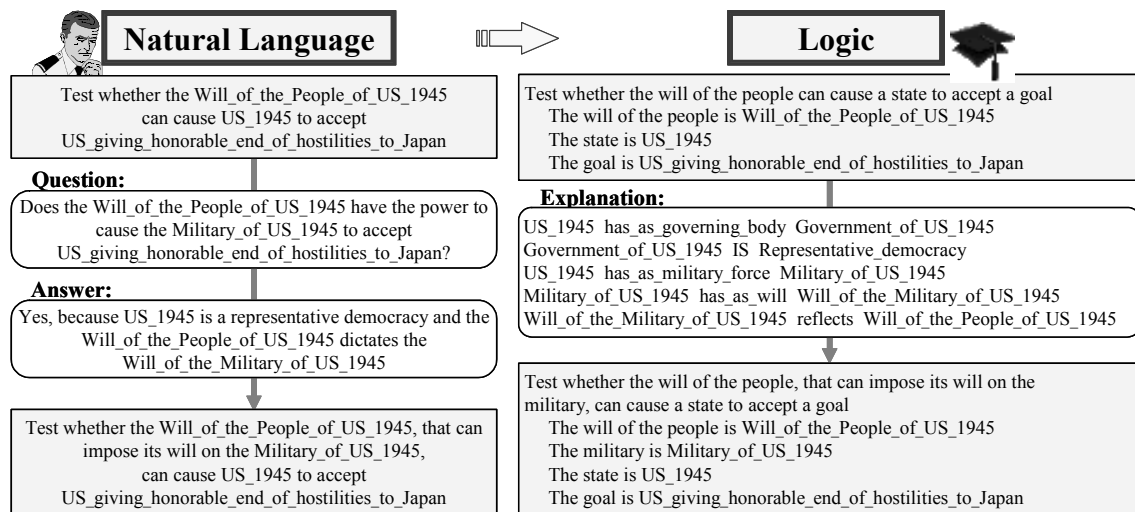 Natural Language
Test whether the Will_of_the_People_of_US_1945
can cause US_1945 to accept
US_giving_honorable_end_of_hostilities_to_Japan
Question:
Does the Will_of_the_People_of_US_1945 have the power to
cause the Military_of_US_1945 to accept
US_giving_honorable_end_of_hostilities_to_Japan?
Answer:
Yes, because US_1945 is a representative democracy and the
Will_of_the_People_of_US_1945 dictates the
Will_of_the_Military_of_US_1945
Test whether the Will_of_the_People_of_US_1945, that can
impose its will on the Military_of_US_1945,
can cause US_1945 to accept
US_giving_honorable_end_of_hostilities_to_Japan
Logic
Test whether the will of the people can cause a state to accept a goal
The will of the people is Will_of_the_People_of_US_1945
The state is US_1945
The goal is US_giving_honorable_end_of_hostilities_to_Japan
Explanation:
US_1945 has_as_governing_body Government_of_US_1945
Government_of_US_1945 IS Representative_democracy
US_1945 has_as_military_force Military_of_US_1945
Military_of_US_1945 has_as_will Will_of_the_Military_of_US_1945
Will_of_the_Military_of_US_1945 reflects Will_of_the_People_of_US_1945
Test whether the will of the people, that can impose its will on the
military, can cause a state to accept a goal
The will of the people is Will_of_the_People_of_US_1945
The military is Military_of_US_1945
The state is US_1945
The goal is US_giving_honorable_end_of_hostilities_to_Japan